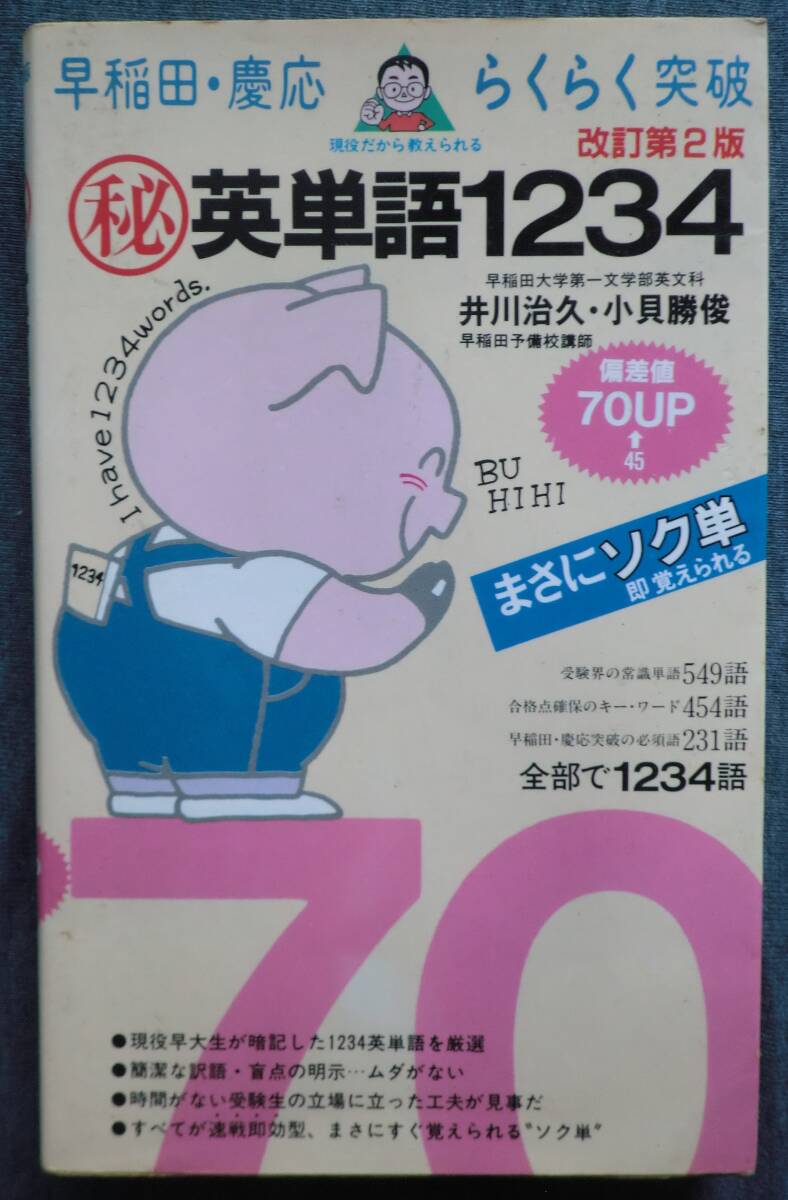 早稲田・慶応 らくらく突破
現役だから教えられる
改訂第2版
㊙英単語1234
早稲田大学第一文学部英文科
井川治久・小貝勝俊
早稲田予備校講師
I have 1234 words.
偏差値
70UP
45
BU
HIHI
1234
まさにソク単
即覚えられる
受験界の常識単語549語
合格点確保のキー・ワード454語
早稲田・慶応突破の必須語231語
全部で1234語
70
●現役早大生が暗記した1234英単語を厳選
●簡潔な訳語・盲点の明示…ムダがない
●時間がない受験生の立場に立った工夫が見事だ
●すべてが速戦即効型、まさにすぐ覚えられる"ソク単"